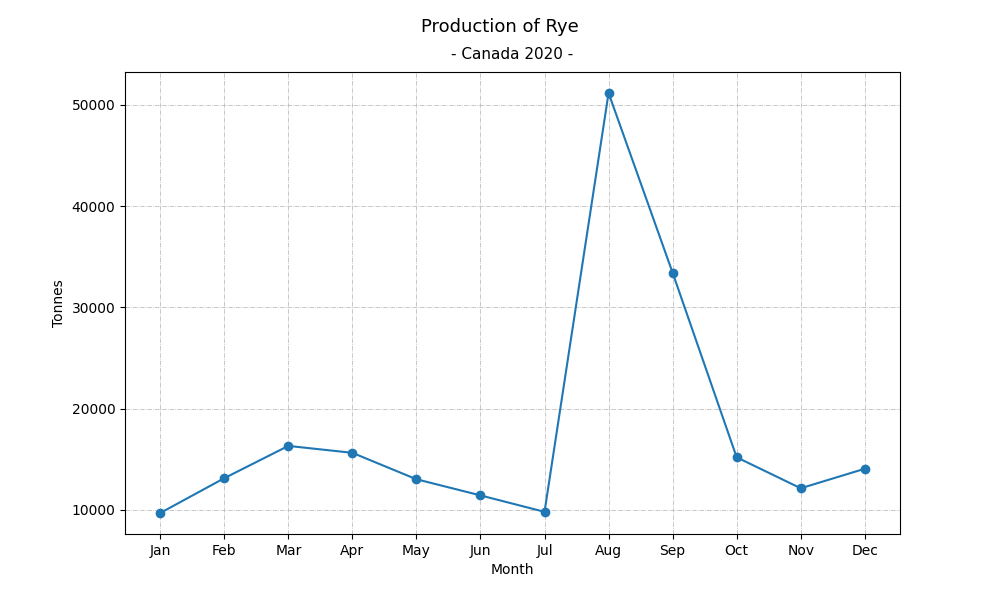 Production of Rye
- Canada 2020 -
Tonnes
50000
40000
30000
20000
10000
Jan Feb Mar Apr May Jun Jul Aug Sep Oct Nov Dec
Month